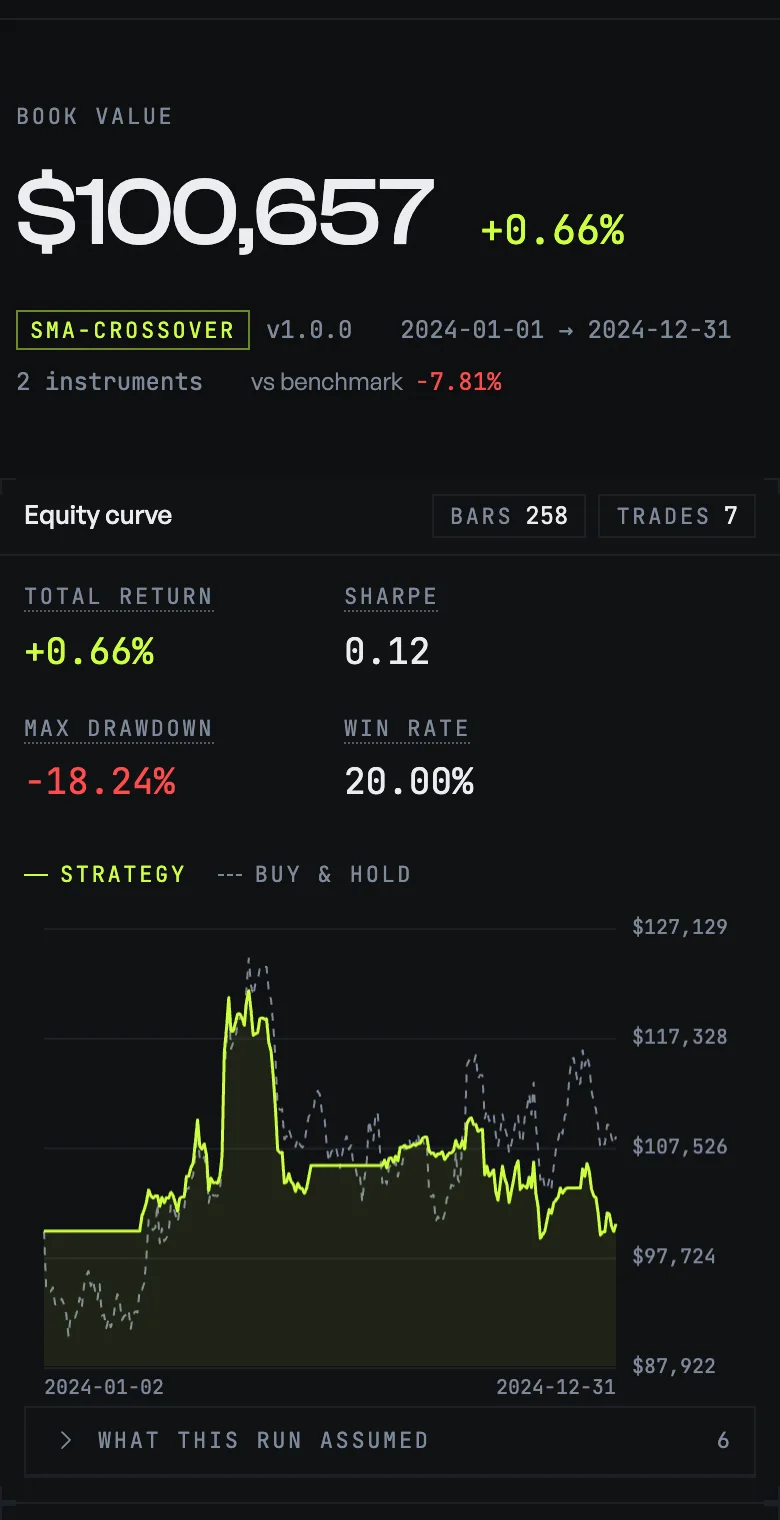 BOOK VALUE
$100,657 +0.66%
SMA-CROSSOVER v1.0.0 2024-01-01 → 2024-12-31
2 instruments vs benchmark -7.81%
Equity curve BARS 258 TRADES 7
TOTAL RETURN SHARPE
+0.66% 0.12
MAX DRAWDOWN WIN RATE
-18.24% 20.00%
STRATEGY BUY & HOLD
$127,129
$117,328
$107,526
$97,724
$87,922
2024-01-02 2024-12-31
WHAT THIS RUN ASSUMED 6